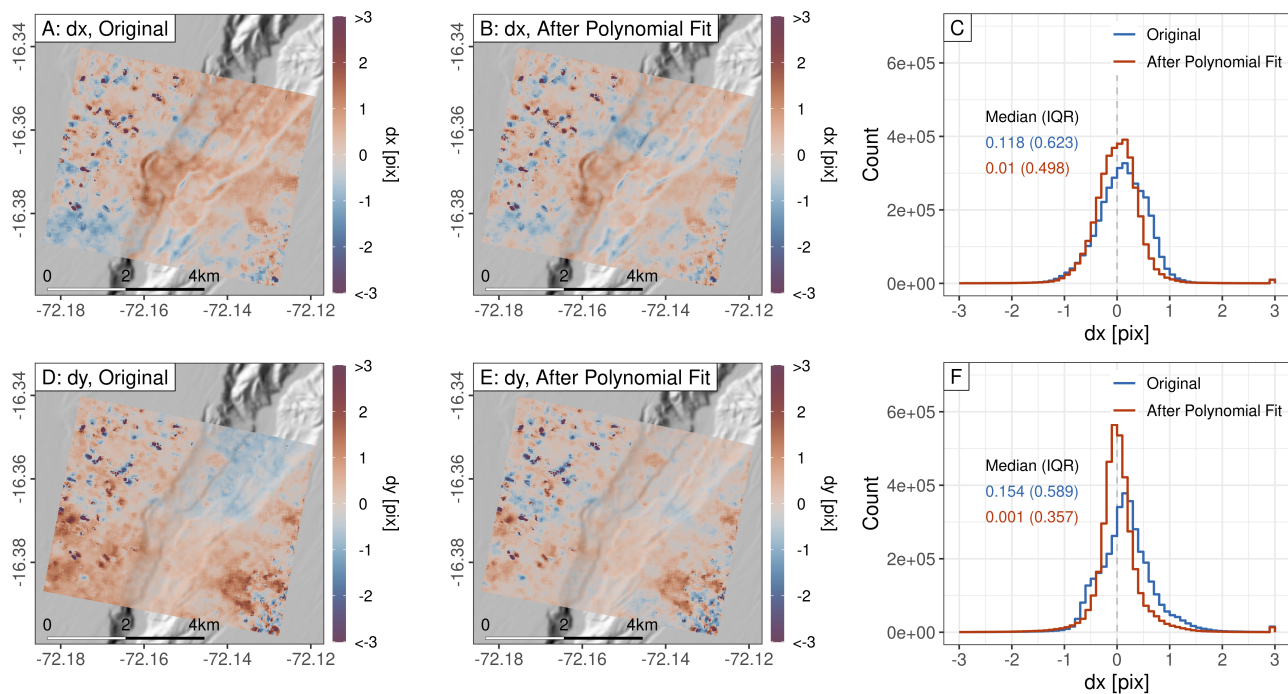 A: dx, Original
-16.34
-16.36
-16.38
0 2 4km
-72.18 -72.16 -72.14 -72.12
>3
2
1
0
-1
-2
<-3
dx [pix]
B: dx, After Polynomial Fit
-16.34
-16.36
-16.38
0 2 4km
-72.18 -72.16 -72.14 -72.12
>3
2
1
0
-1
-2
<-3
dx [pix]
C
Original
After Polynomial Fit
Median (IQR)
0.118 (0.623)
0.01 (0.498)
Count
6e+05
4e+05
2e+05
0e+00
-3 -2 -1 0 1 2 3
dx [pix]
D: dy, Original
-16.34
-16.36
-16.38
0 2 4km
-72.18 -72.16 -72.14 -72.12
>3
2
1
0
-1
-2
<-3
dy [pix]
E: dy, After Polynomial Fit
-16.34
-16.36
-16.38
0 2 4km
-72.18 -72.16 -72.14 -72.12
>3
2
1
0
-1
-2
<-3
dy [pix]
F
Original
After Polynomial Fit
Median (IQR)
0.154 (0.589)
0.001 (0.357)
Count
6e+05
4e+05
2e+05
0e+00
-3 -2 -1 0 1 2 3
dx [pix]